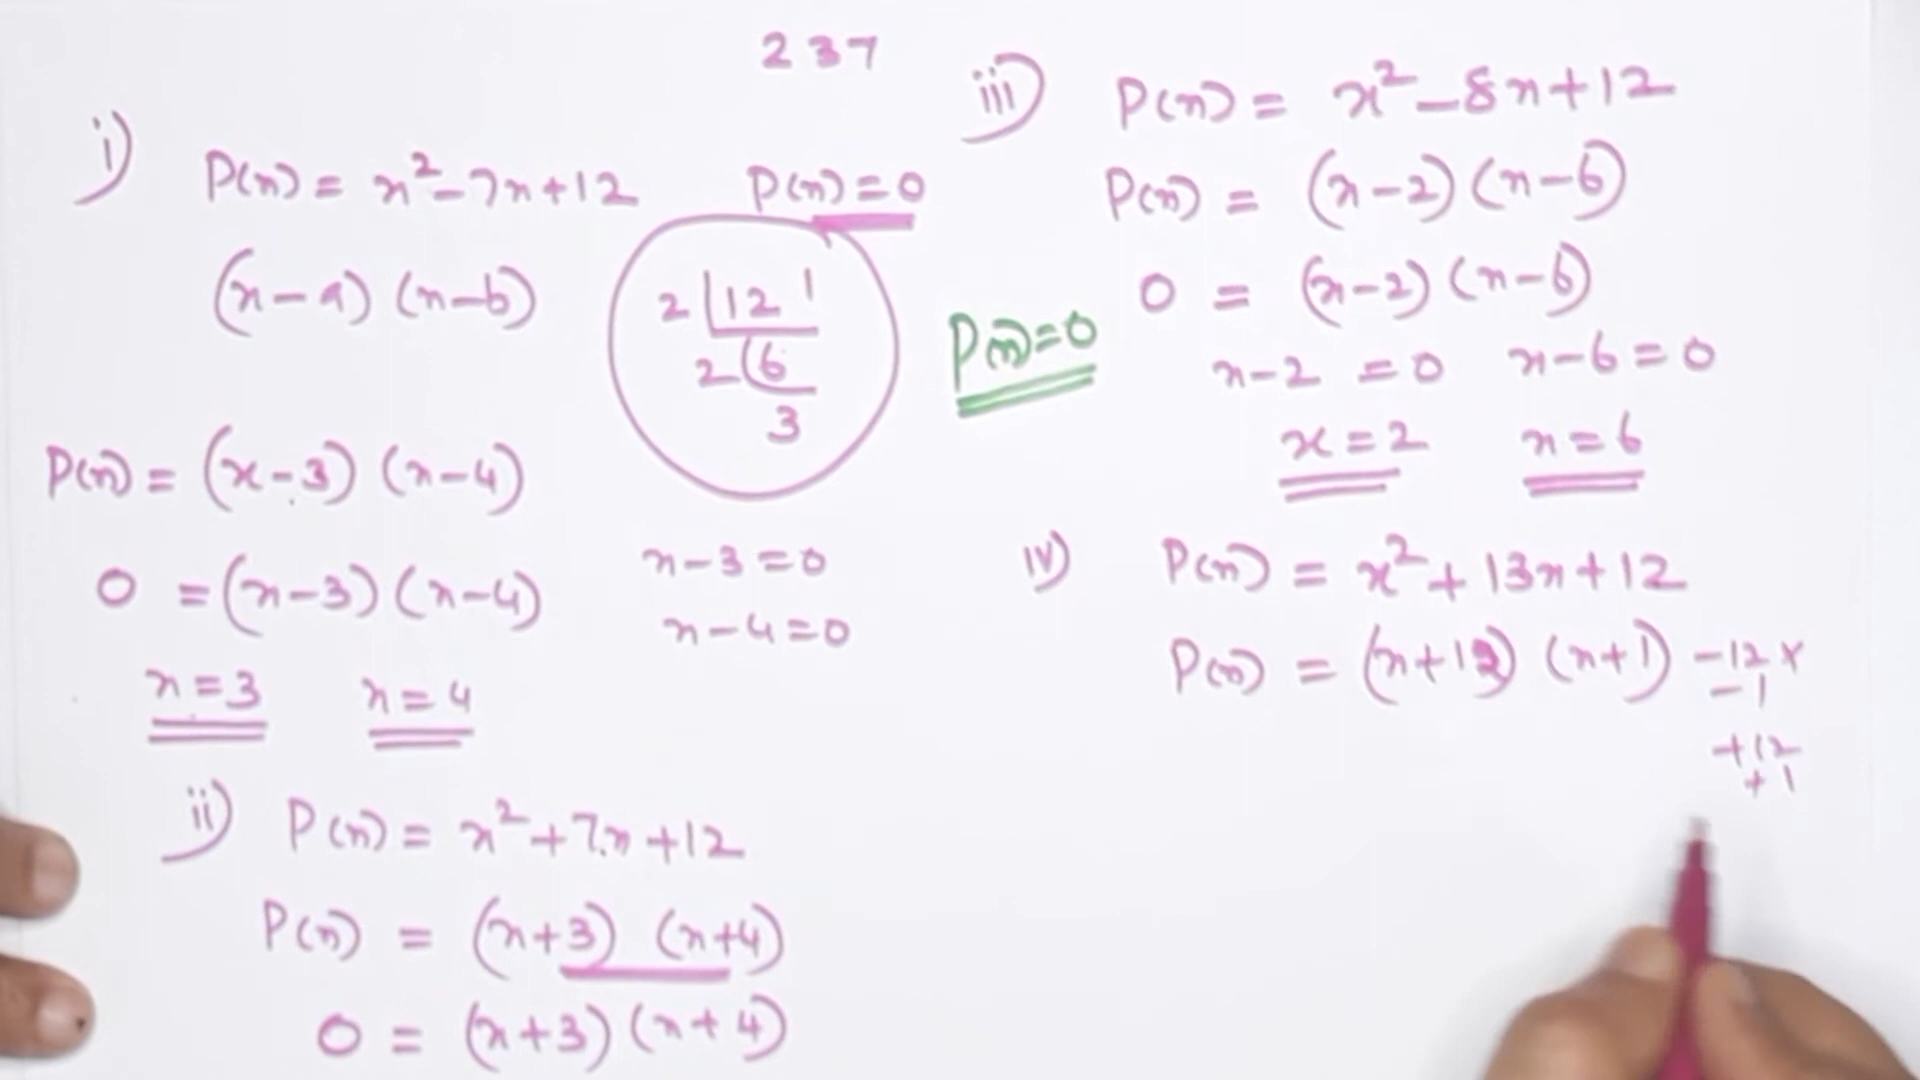 237
i)
P(x) = x²-7x+12
P(x)=0
(x-a) (x-b)
2 | 12 1
2 | 6
3
P(x) = (x-3) (x-4)
0 = (x-3) (x-4)
x-3=0
x-4=0
x=3 x=4
ii) P(x) = x²+7x+12
P(x) = (x+3) (x+4)
0 = (x+3) (x+4)
P(x)=0
iii) P(x) = x²-8x+12
P(x) = (x-2) (x-6)
0 = (x-2) (x-6)
x-2 = 0 x-6=0
x=2 x=6
iv) P(x) = x²+13x+12
P(x) = (x+12) (x+1)
-12 x
-1
+12
+1